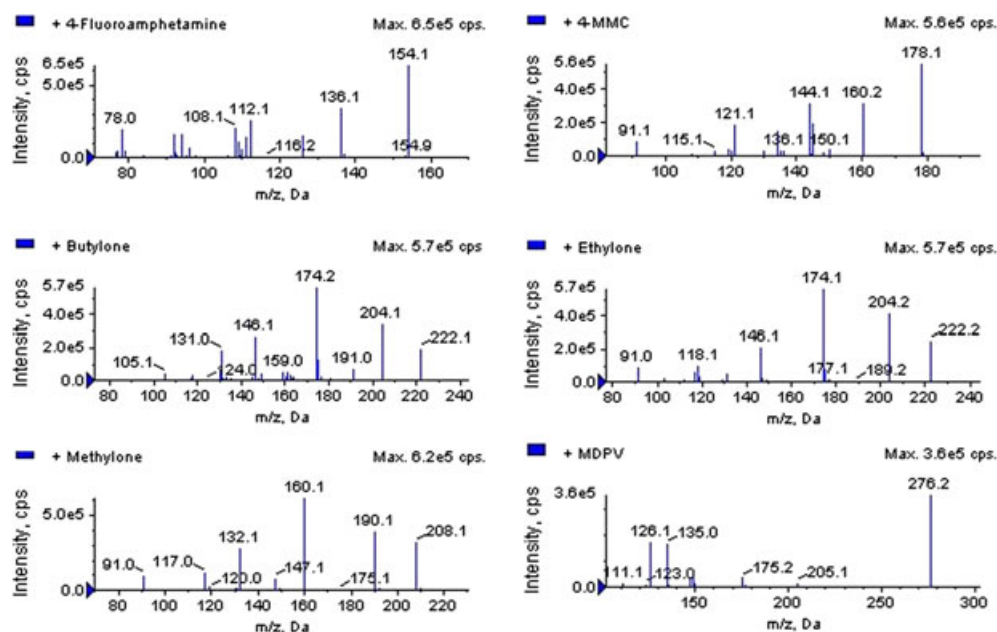 + 4-Fluoroamphetamine Max. 6.5e5 cps.
Intensity, cps
6.5e5
5.0e5
0.0
78.0
108.1
112.1
116.2
136.1
154.1
154.9
80 100 120 140 160
m/z, Da
+ 4-MMC Max. 5.6e5 cps.
Intensity, cps
5.6e5
4.0e5
2.0e5
0.0
91.1
115.1
121.1
136.1
144.1
150.1
160.2
178.1
100 120 140 160 180
m/z, Da
+ Butylone Max. 5.7e5 cps
Intensity, cps
5.7e5
4.0e5
2.0e5
0.0
105.1
124.0
131.0
146.1
159.0
174.2
191.0
204.1
222.1
80 100 120 140 160 180 200 220 240
m/z, Da
+ Ethylone Max. 5.7e5 cps.
Intensity, cps
5.7e5
4.0e5
2.0e5
0.0
91.0
118.1
146.1
174.1
177.1
189.2
204.2
222.2
80 100 120 140 160 180 200 220 240
m/z, Da
+ Methylone Max. 6.2e5 cps.
Intensity, cps
5.0e5
0.0
91.0
117.0
120.0
132.1
147.1
160.1
175.1
190.1
208.1
80 100 120 140 160 180 200 220
m/z, Da
+ MDPV Max. 3.6e5 cps.
Intensity, cps
3.6e5
0.0
111.1
123.0
126.1
135.0
175.2
205.1
276.2
150 200 250 300
m/z, Da